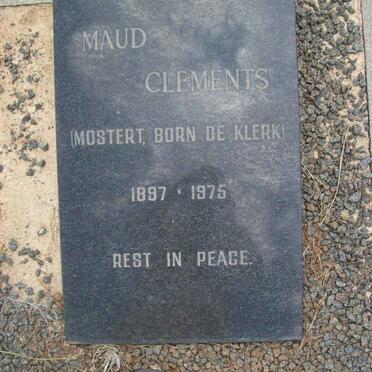 MAUD
CLEMENTS
(MOSTERT, BORN DE KLERK)
1897 · 1975
REST IN PEACE.